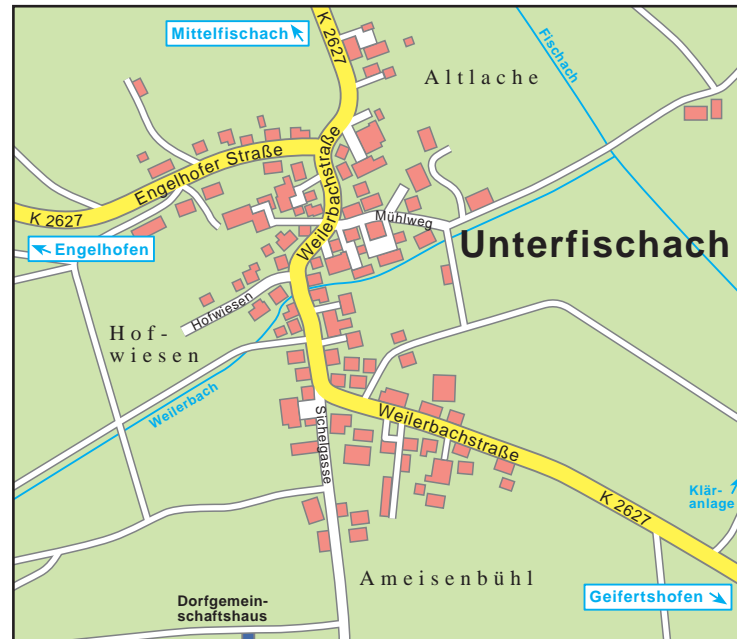 Mittelfischach
K 2627
Altlache
Fischach
Engelhofer Straße
Weilerbachstraße
K 2627
Mühlweg
Engelhofen
Unterfischach
Hofwiesen
Hof-
wiesen
Weilerbach
Sichelgasse
Weilerbachstraße
K 2627
Klär-
anlage
Ameisenbühl
Dorfgemein-
schaftshaus
Geifertshofen